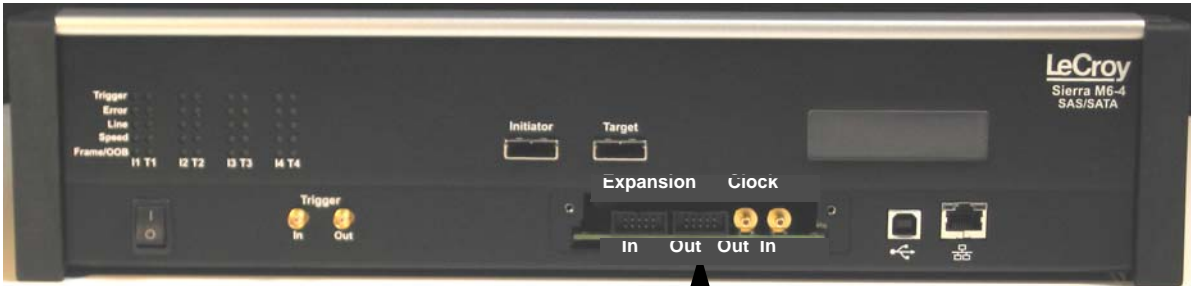 LeCroy
Sierra M6-4
SAS/SATA
Trigger
Error
Line
Speed
Frame/OOB
I1 T1 I2 T2 I3 T3 I4 T4
Initiator Target
Expansion Clock
In Out Out In
Trigger
In Out
I
O